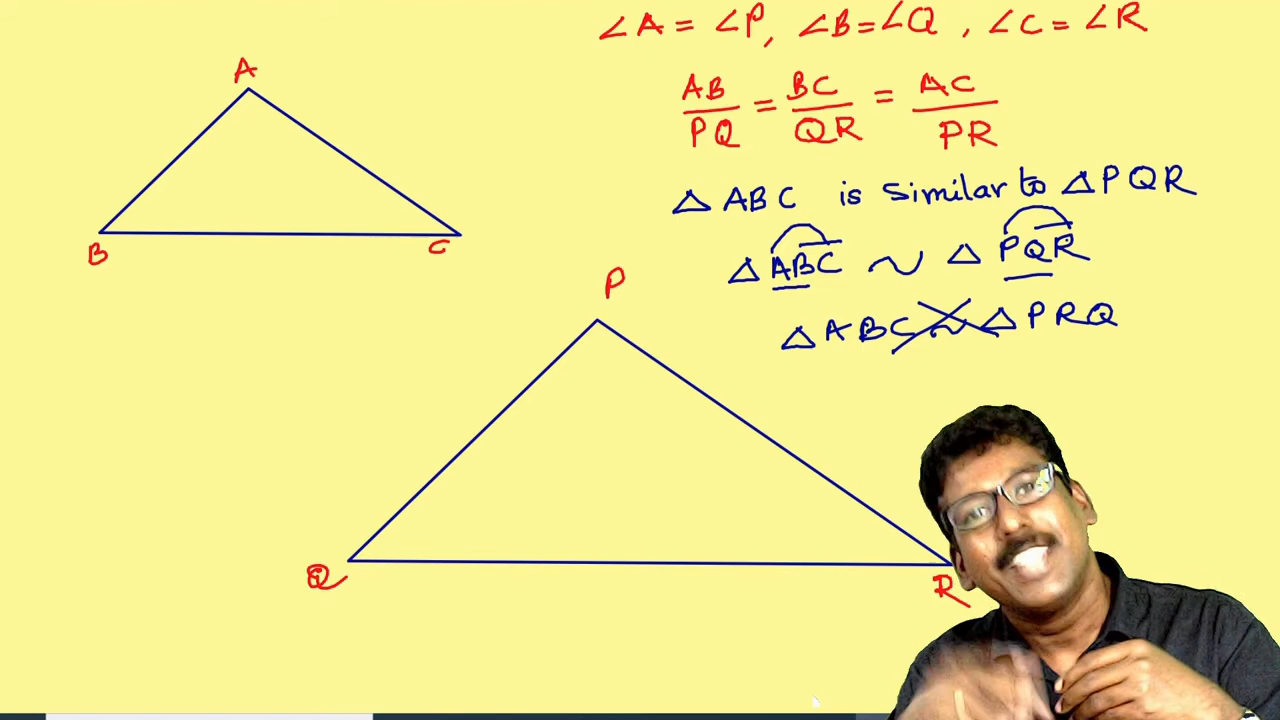 ∠A = ∠P, ∠B = ∠Q, ∠C = ∠R
AB/PQ = BC/QR = AC/PR
△ ABC is Similar to △PQR
△ ABC ~ △ PQR
△ ABC ~ △ PRQ
A
B
C
P
Q
R